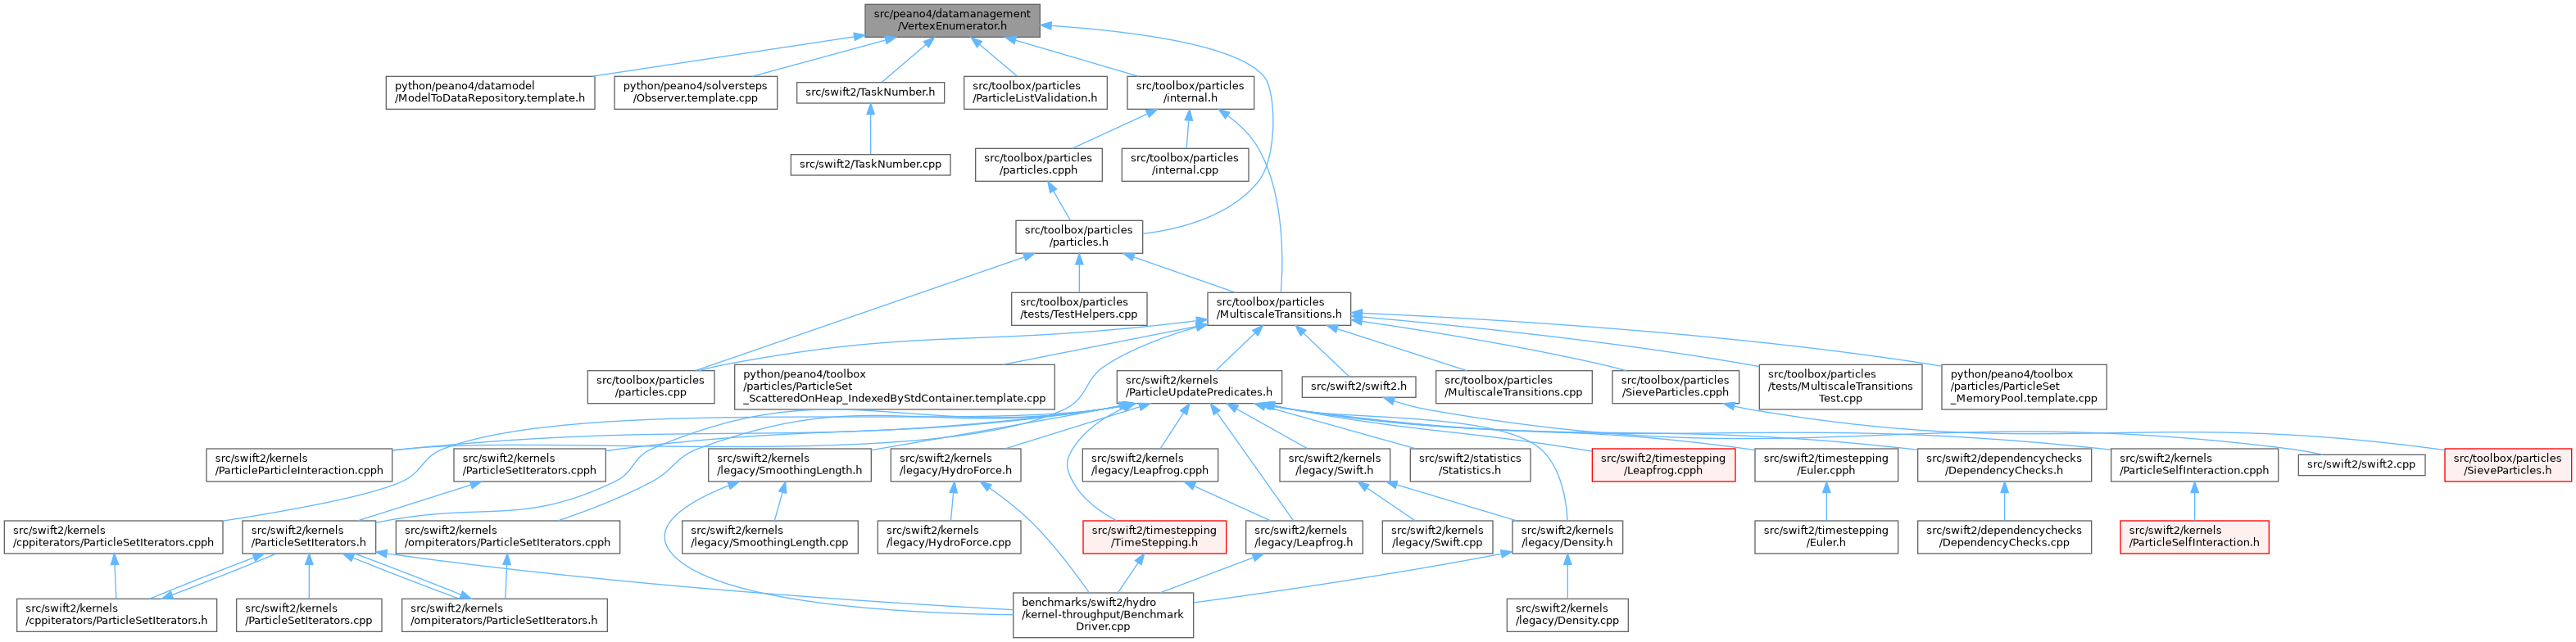 src/peano4/datamanagement
/VertexEnumerator.h
python/peano4/datamodel
/ModelToDataRepository.template.h
python/peano4/solversteps
/Observer.template.cpp
src/swift2/TaskNumber.h
src/toolbox/particles
/ParticleListValidation.h
src/toolbox/particles
/internal.h
src/swift2/TaskNumber.cpp
src/toolbox/particles
/particles.cpph
src/toolbox/particles
/internal.cpp
src/toolbox/particles
/particles.h
src/toolbox/particles
/tests/TestHelpers.cpp
src/toolbox/particles
/MultiscaleTransitions.h
src/toolbox/particles
/particles.cpp
python/peano4/toolbox
/particles/ParticleSet
_ScatteredOnHeap_IndexedByStdContainer.template.cpp
src/swift2/kernels
/ParticleUpdatePredicates.h
src/swift2/swift2.h
src/toolbox/particles
/MultiscaleTransitions.cpp
src/toolbox/particles
/SieveParticles.cpph
src/toolbox/particles
/tests/MultiscaleTransitions
Test.cpp
python/peano4/toolbox
/particles/ParticleSet
_MemoryPool.template.cpp
src/swift2/kernels
/ParticleParticleInteraction.cpph
src/swift2/kernels
/ParticleSetIterators.cpph
src/swift2/kernels
/legacy/SmoothingLength.h
src/swift2/kernels
/legacy/HydroForce.h
src/swift2/kernels
/legacy/Leapfrog.cpph
src/swift2/kernels
/legacy/Swift.h
src/swift2/statistics
/Statistics.h
src/swift2/timestepping
/Leapfrog.cpph
src/swift2/timestepping
/Euler.cpph
src/swift2/dependencychecks
/DependencyChecks.h
src/swift2/kernels
/ParticleSelfInteraction.cpph
src/swift2/swift2.cpp
src/toolbox/particles
/SieveParticles.h
src/swift2/kernels
/cppiterators/ParticleSetIterators.cpph
src/swift2/kernels
/ParticleSetIterators.h
src/swift2/kernels
/ompiterators/ParticleSetIterators.cpph
src/swift2/kernels
/legacy/SmoothingLength.cpp
src/swift2/kernels
/legacy/HydroForce.cpp
src/swift2/timestepping
/TimeStepping.h
src/swift2/kernels
/legacy/Leapfrog.h
src/swift2/kernels
/legacy/Swift.cpp
src/swift2/kernels
/legacy/Density.h
src/swift2/timestepping
/Euler.h
src/swift2/dependencychecks
/DependencyChecks.cpp
src/swift2/kernels
/ParticleSelfInteraction.h
src/swift2/kernels
/cppiterators/ParticleSetIterators.h
src/swift2/kernels
/ParticleSetIterators.cpp
src/swift2/kernels
/ompiterators/ParticleSetIterators.h
benchmarks/swift2/hydro
/kernel-throughput/Benchmark
Driver.cpp
src/swift2/kernels
/legacy/Density.cpp